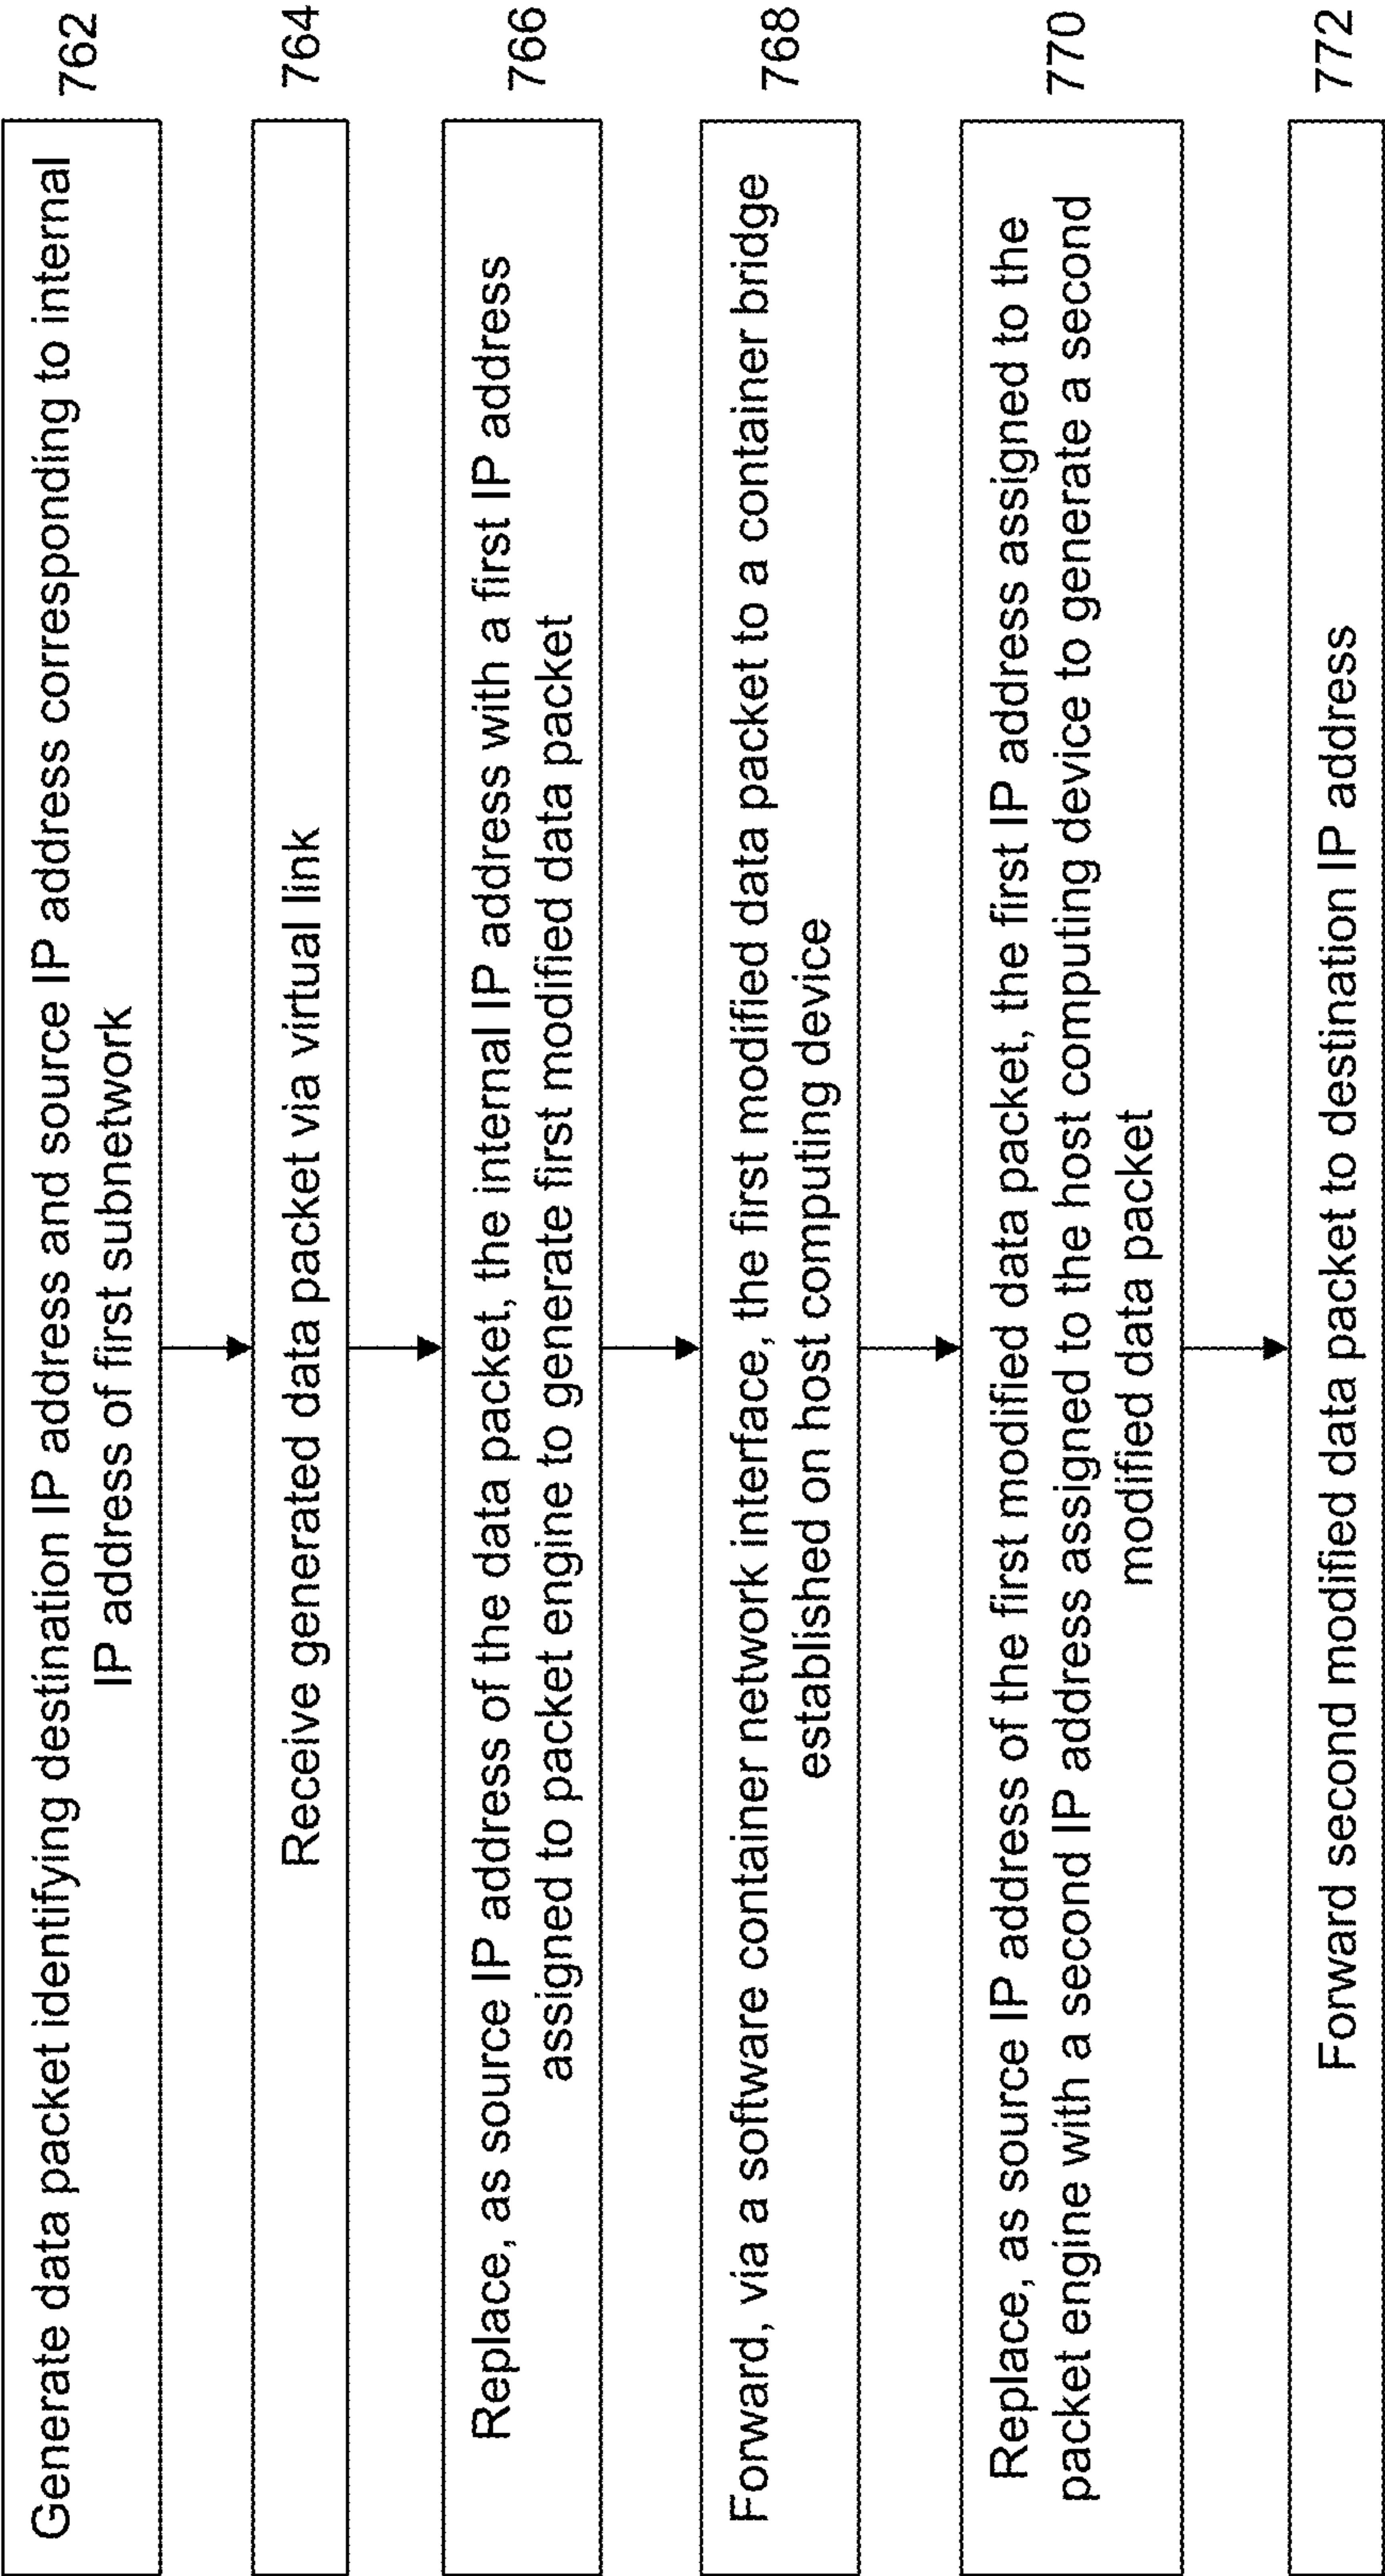 Generate data packet identifying destination IP address and source IP address corresponding to internal
IP address of first subnetwork
762
Receive generated data packet via virtual link
764
Replace, as source IP address of the data packet, the internal IP address with a first IP address
assigned to packet engine to generate first modified data packet
766
Forward, via a software container network interface, the first modified data packet to a container bridge
established on host computing device
768
Replace, as source IP address of the first modified data packet, the first IP address assigned to the
packet engine with a second IP address assigned to the host computing device to generate a second
modified data packet
770
Forward second modified data packet to destination IP address
772